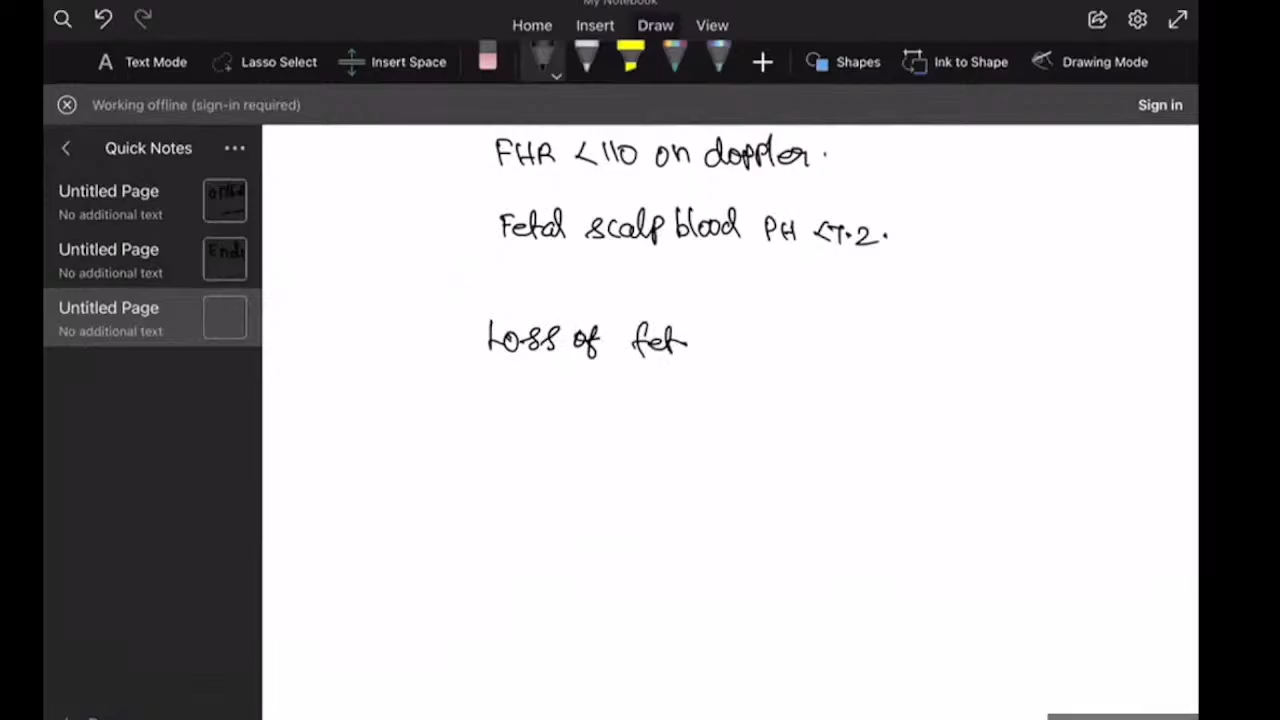 My Notebook
Home Insert Draw View
Text Mode Lasso Select Insert Space Shapes Ink to Shape Drawing Mode
Working offline (sign-in required) Sign in
Quick Notes
Untitled Page
No additional text
Untitled Page
No additional text
Untitled Page
No additional text
FHR <110 on doppler.
Fetal scalp blood PH <7.2.
Loss of fet